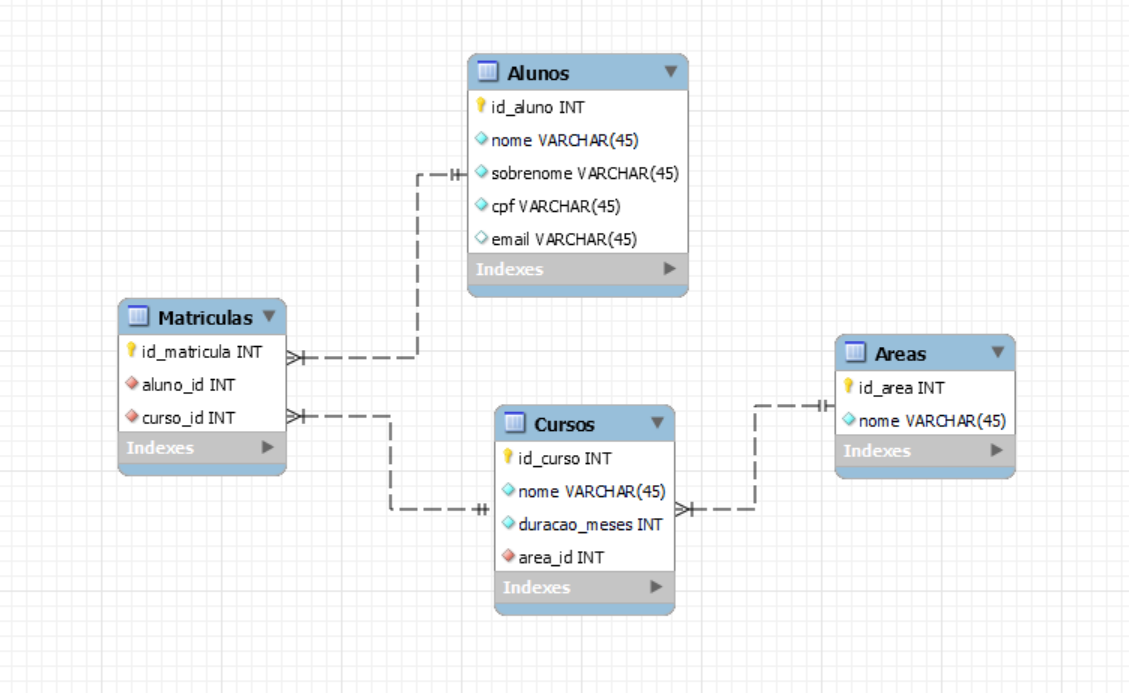 Alunos
id_aluno INT
nome VARCHAR(45)
sobrenome VARCHAR(45)
cpf VARCHAR(45)
email VARCHAR(45)
Indexes
Matriculas
id_matricula INT
aluno_id INT
curso_id INT
Indexes
Cursos
id_curso INT
nome VARCHAR(45)
duracao_meses INT
area_id INT
Indexes
Areas
id_area INT
nome VARCHAR(45)
Indexes